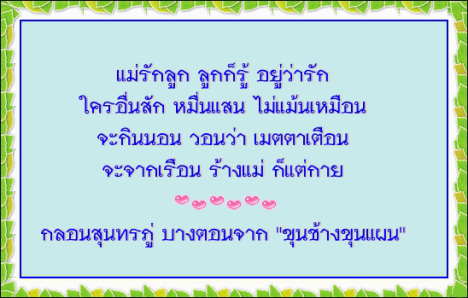 แม่รักลูก ลูกก็รู้ อยู่ว่ารัก
ใครอื่นสัก หมื่นแสน ไม่แม้นเหมือน
จะกินนอน วอนว่า เมตตาเตือน
จะจากเรือน ร้างแม่ ก็แต่กาย
กลอนสุนทรภู่ บางตอนจาก "ขุนช้างขุนแผน"